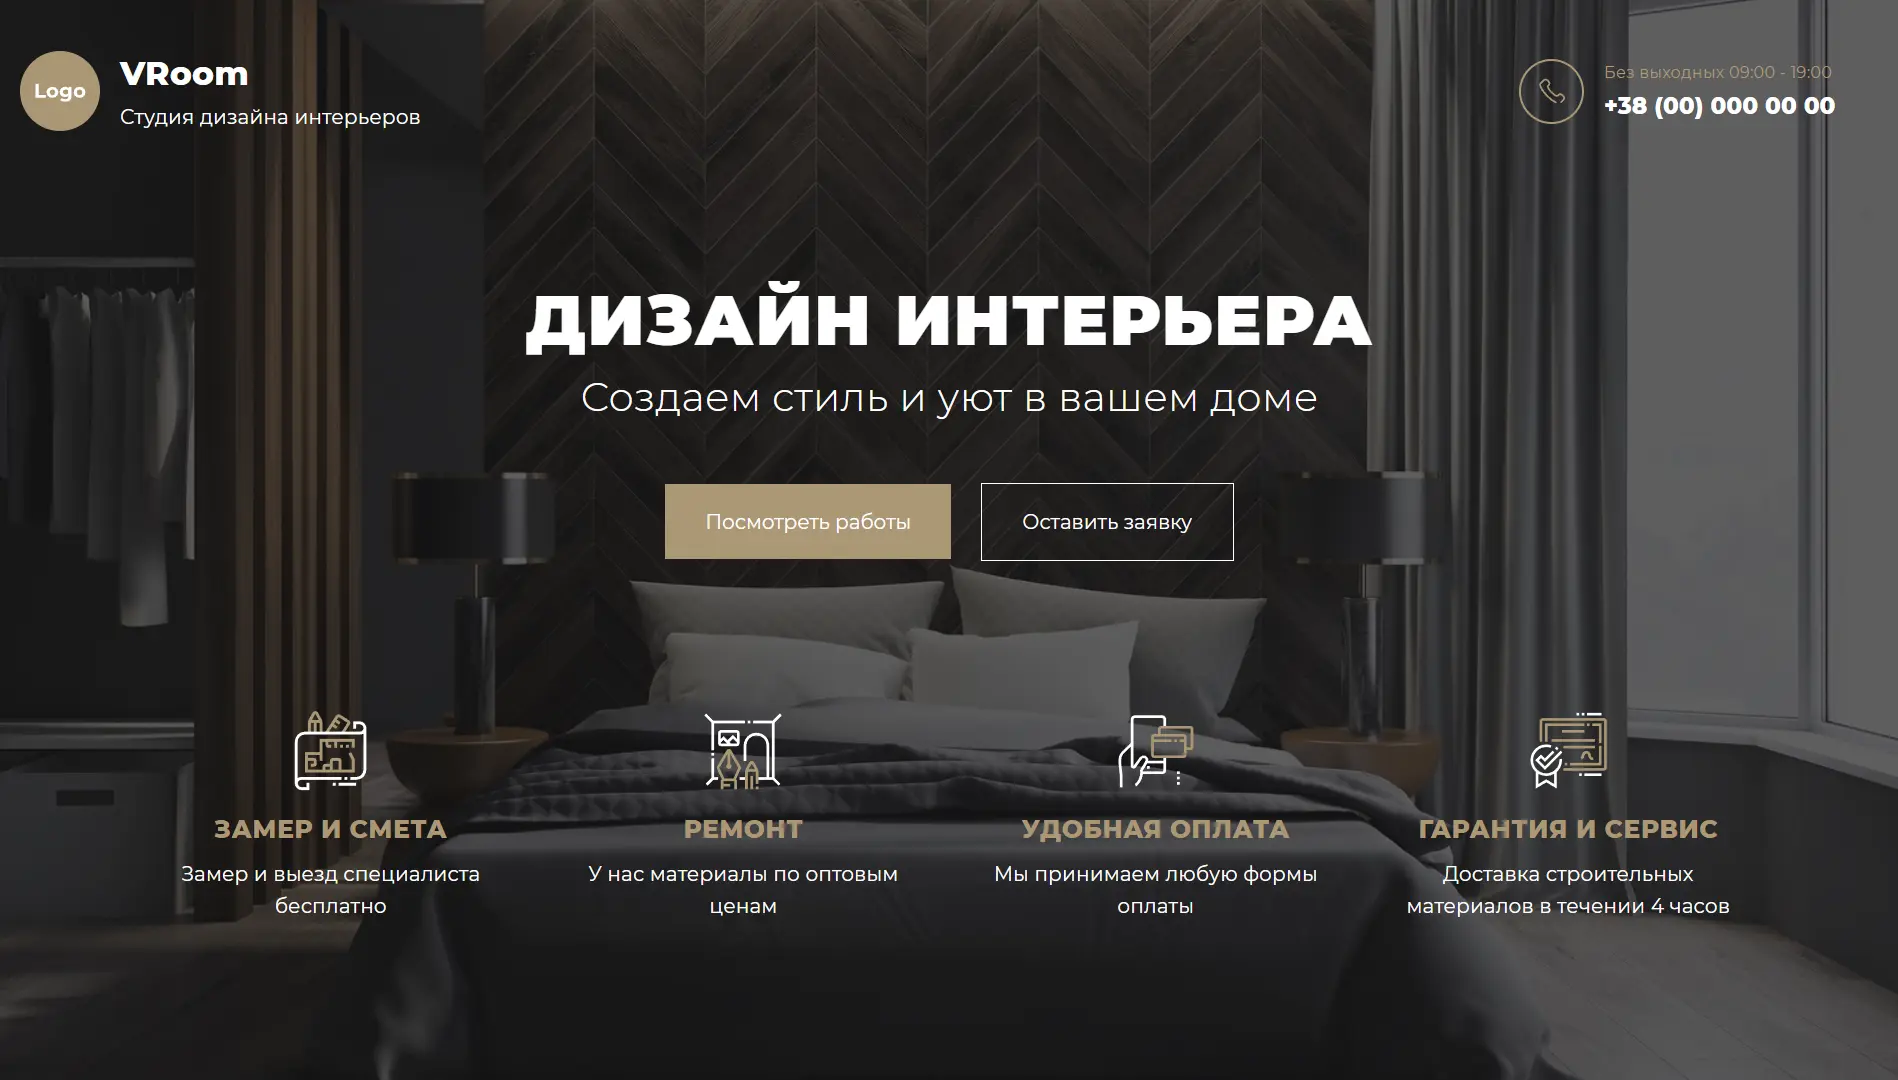 Logo
VRoom
Студия дизайна интерьеров
Без выходных 09:00 - 19:00
+38 (00) 000 00 00
ДИЗАЙН ИНТЕРЬЕРА
Создаем стиль и уют в вашем доме
Посмотреть работы
Оставить заявку
ЗАМЕР И СМЕТА
Замер и выезд специалиста
бесплатно
РЕМОНТ
У нас материалы по оптовым
ценам
УДОБНАЯ ОПЛАТА
Мы принимаем любую формы
оплаты
ГАРАНТИЯ И СЕРВИС
Доставка строительных
материалов в течении 4 часов